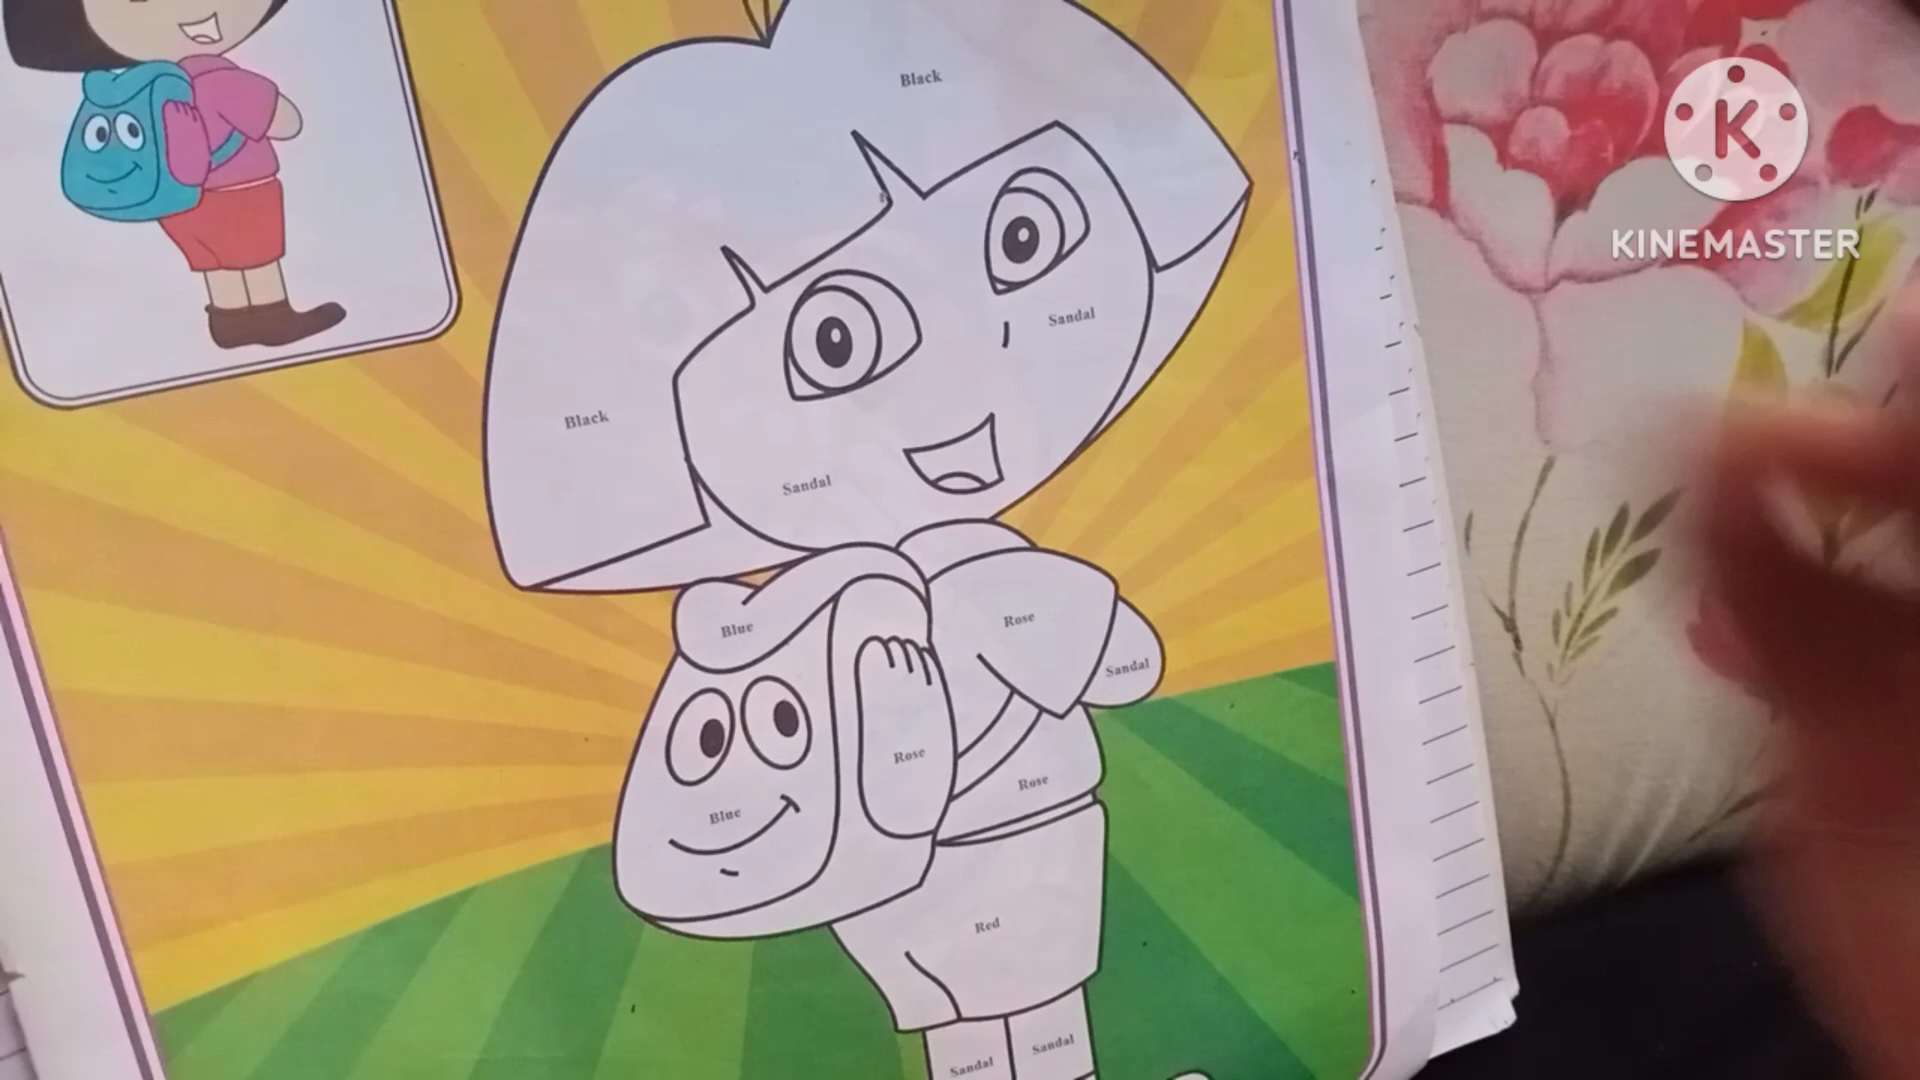 Black
K
KINEMASTER
Sandal
Black
Sandal
Blue
Rose
Sandal
Rose
Rose
Blue
Red
Sandal
Sandal